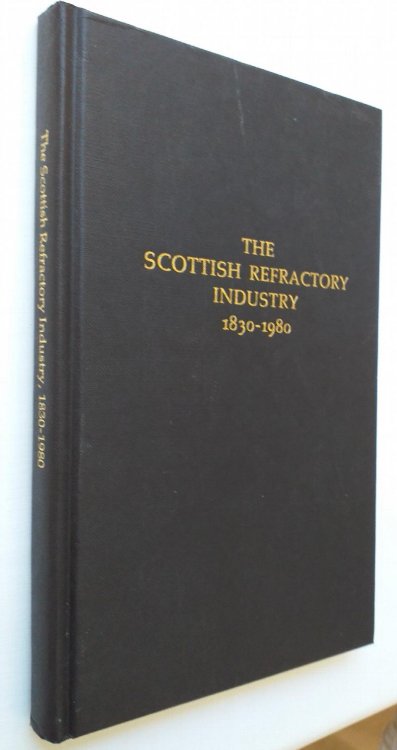 THE
SCOTTISH REFRACTORY
INDUSTRY
1830-1980
The Scottish Refractory Industry, 1830-1980